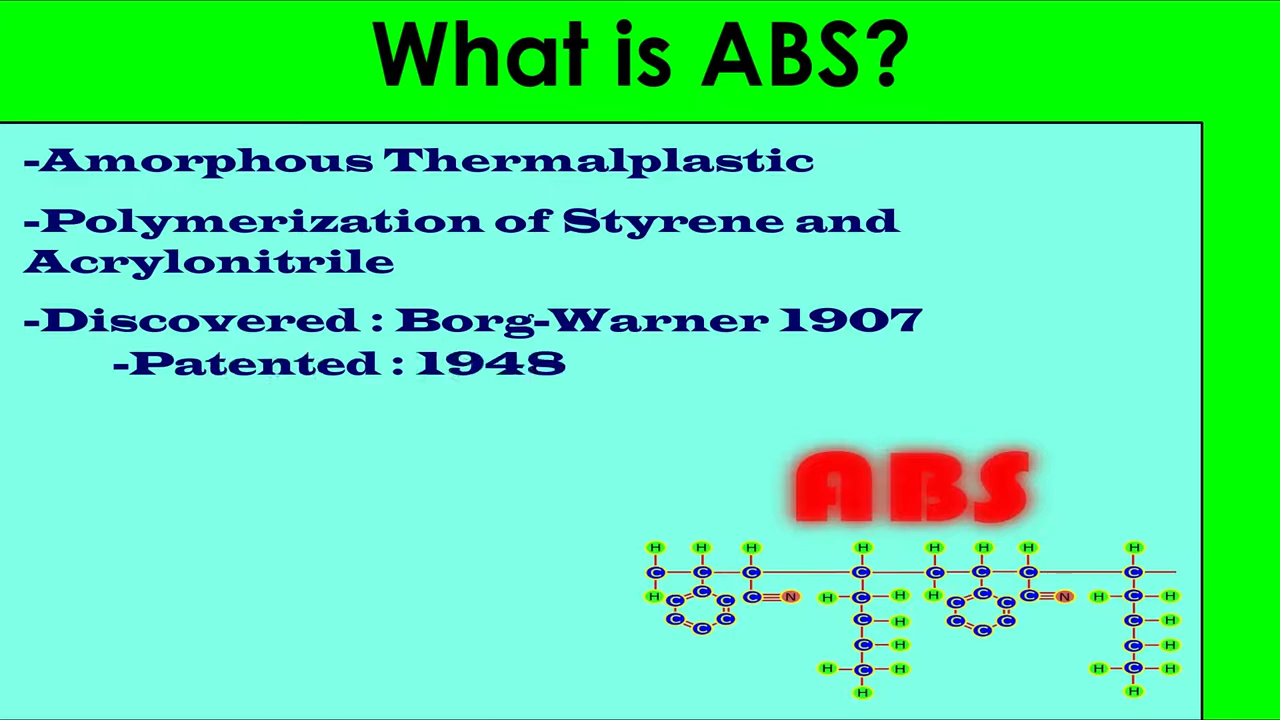 What is ABS?
-Amorphous Thermalplastic
-Polymerization of Styrene and
Acrylonitrile
-Discovered : Borg-Warner 1907
-Patented : 1948
ABS
H H H H H H H H
C C C C C C C C
H C C C C N H C H H C C C C N H C H
C C C C H C C C H
C C H C C H
H C H H C H
H H